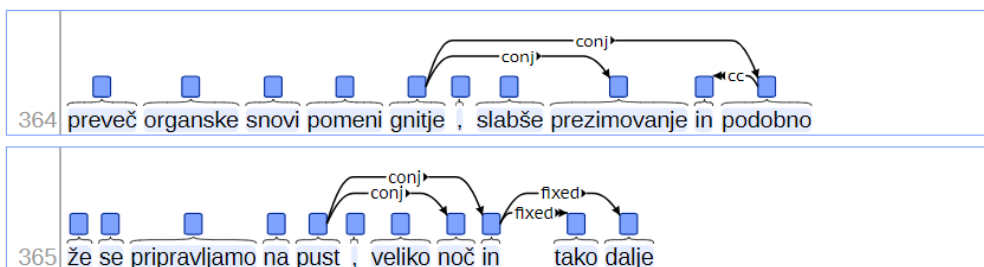 conj
conj
cc
364 preveč organske snovi pomeni gnitje , slabše prezimovanje in podobno
conj
conj
fixed
fixed
365 že se pripravljamo na pust , veliko noč in tako dalje